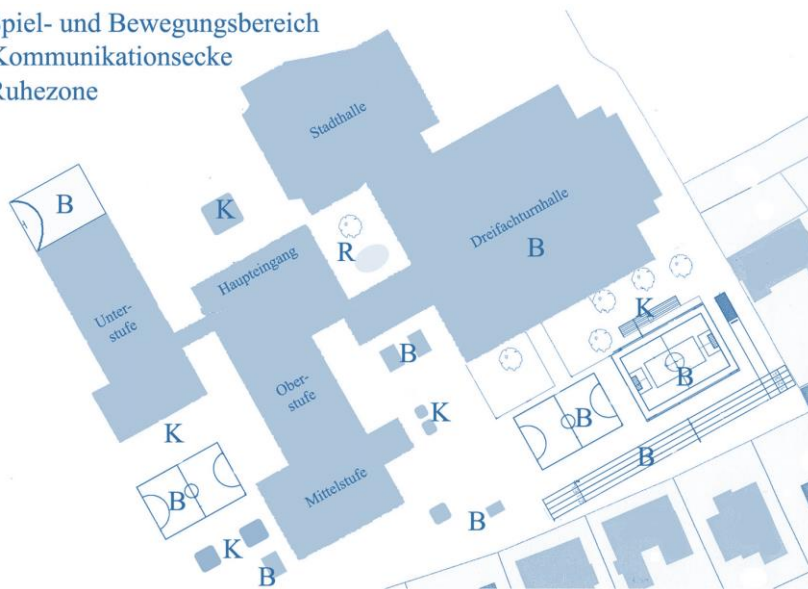 piel- und Bewegungsbereich
Kommunikationsecke
Ruhezone
Stadthalle
B
K
Dreifachturnhalle
B
R
Haupteingang
Unter-
stufe
K
B
Ober-
stufe
B
K
K
B
B
Mittelstufe
B
B
K
B